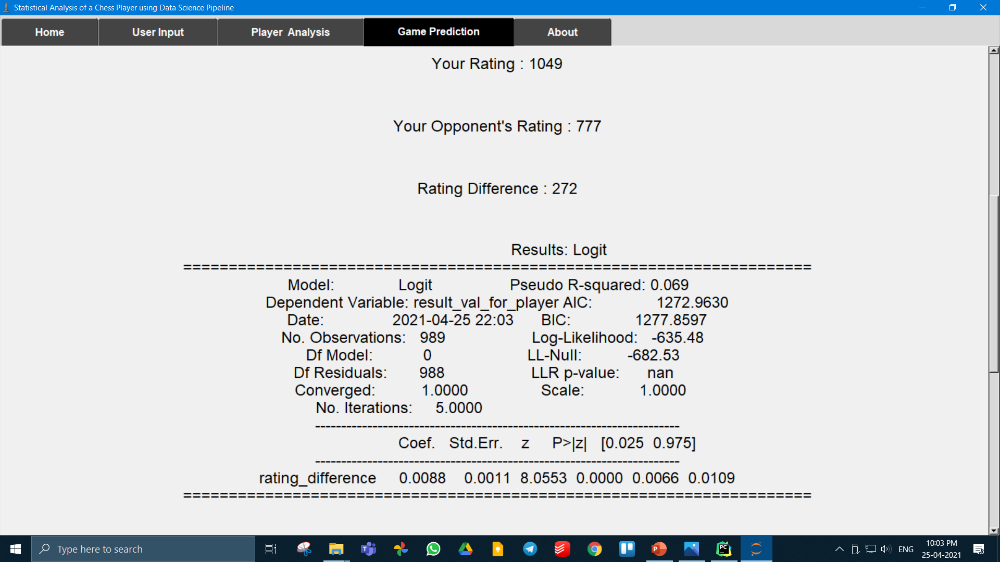 Statistical Analysis of a Chess Player using Data Science Pipeline
Home User Input Player Analysis Game Prediction About
Your Rating : 1049
Your Opponent's Rating : 777
Rating Difference : 272
Results: Logit
=====================================================================
Model: Logit Pseudo R-squared: 0.069
Dependent Variable: result_val_for_player AIC: 1272.9630
Date: 2021-04-25 22:03 BIC: 1277.8597
No. Observations: 989 Log-Likelihood: -635.48
Df Model: 0 LL-Null: -682.53
Df Residuals: 988 LLR p-value: nan
Converged: 1.0000 Scale: 1.0000
No. Iterations: 5.0000
----------------------------------------------------------------------
Coef. Std.Err. z P>|z| [0.025 0.975]
----------------------------------------------------------------------
rating_difference 0.0088 0.0011 8.0553 0.0000 0.0066 0.0109
=====================================================================
Type here to search
ENG
10:03 PM
25-04-2021